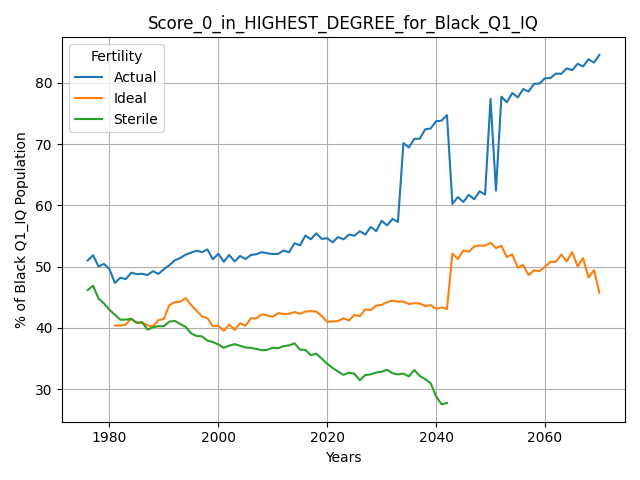 Score_0_in_HIGHEST_DEGREE_for_Black_Q1_IQ
Fertility
Actual
Ideal
Sterile
% of Black Q1_IQ Population
80
70
60
50
40
30
1980
2000
2020
2040
2060
Years